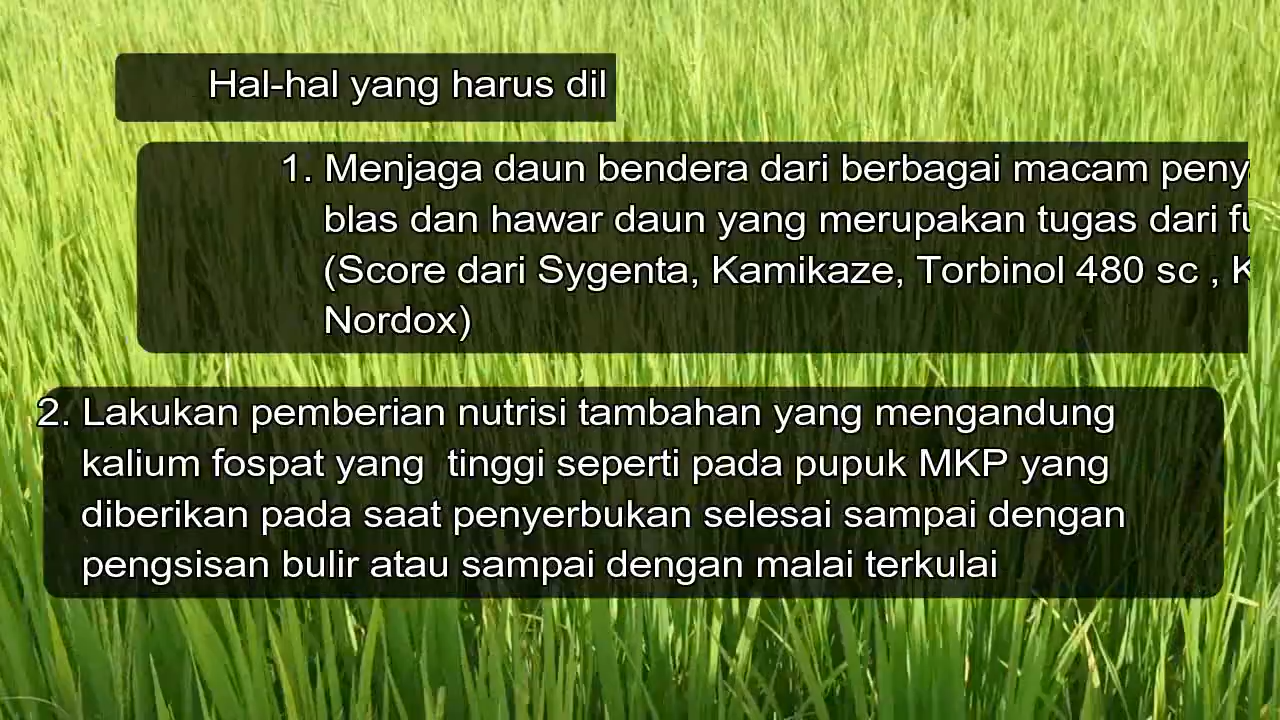 Hal-hal yang harus dil
1. Menjaga daun bendera dari berbagai macam peny
blas dan hawar daun yang merupakan tugas dari fu
(Score dari Sygenta, Kamikaze, Torbinol 480 sc , K
Nordox)
2. Lakukan pemberian nutrisi tambahan yang mengandung
kalium fospat yang  tinggi seperti pada pupuk MKP yang
diberikan pada saat penyerbukan selesai sampai dengan
pengsisan bulir atau sampai dengan malai terkulai